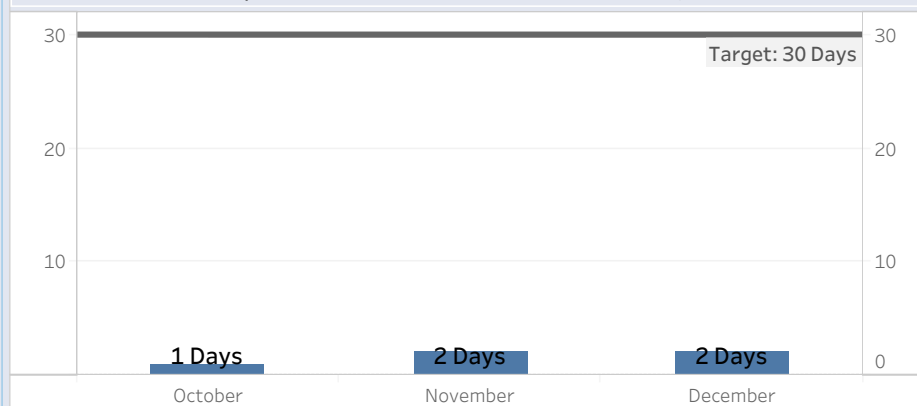 30
30
Target: 30 Days
20
20
10
10
1 Days
2 Days
2 Days
0
October
November
December